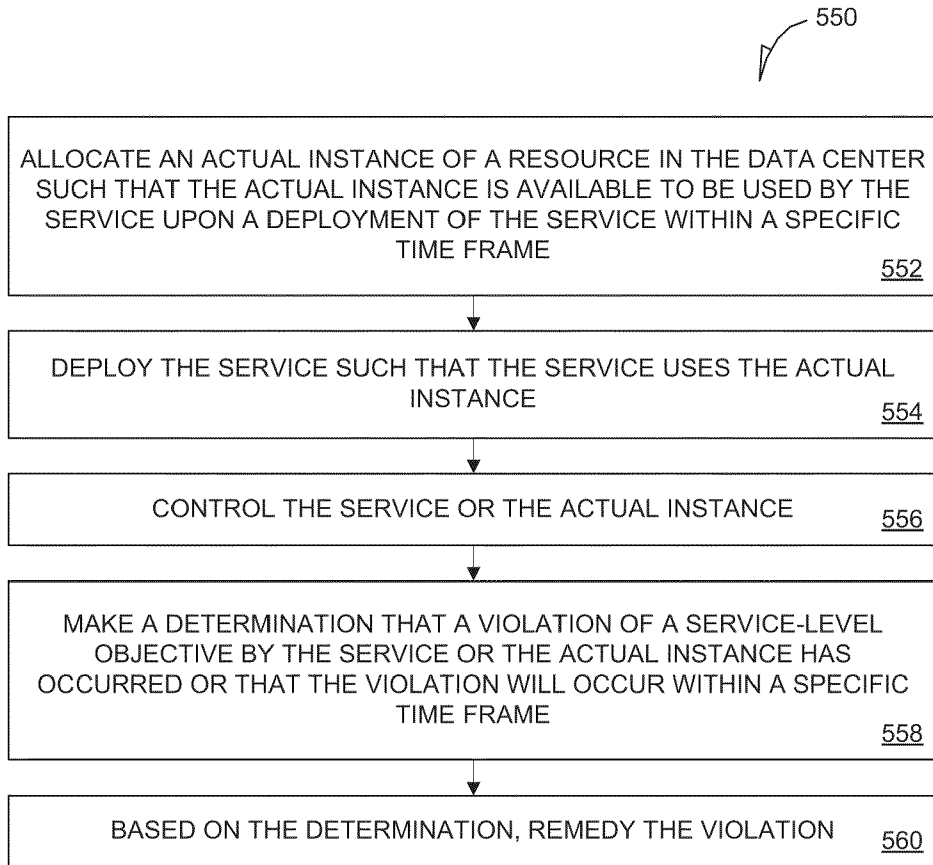 550
ALLOCATE AN ACTUAL INSTANCE OF A RESOURCE IN THE DATA CENTER
SUCH THAT THE ACTUAL INSTANCE IS AVAILABLE TO BE USED BY THE
SERVICE UPON A DEPLOYMENT OF THE SERVICE WITHIN A SPECIFIC
TIME FRAME
552
DEPLOY THE SERVICE SUCH THAT THE SERVICE USES THE ACTUAL
INSTANCE
554
CONTROL THE SERVICE OR THE ACTUAL INSTANCE
556
MAKE A DETERMINATION THAT A VIOLATION OF A SERVICE-LEVEL
OBJECTIVE BY THE SERVICE OR THE ACTUAL INSTANCE HAS
OCCURRED OR THAT THE VIOLATION WILL OCCUR WITHIN A SPECIFIC
TIME FRAME
558
BASED ON THE DETERMINATION, REMEDY THE VIOLATION
560